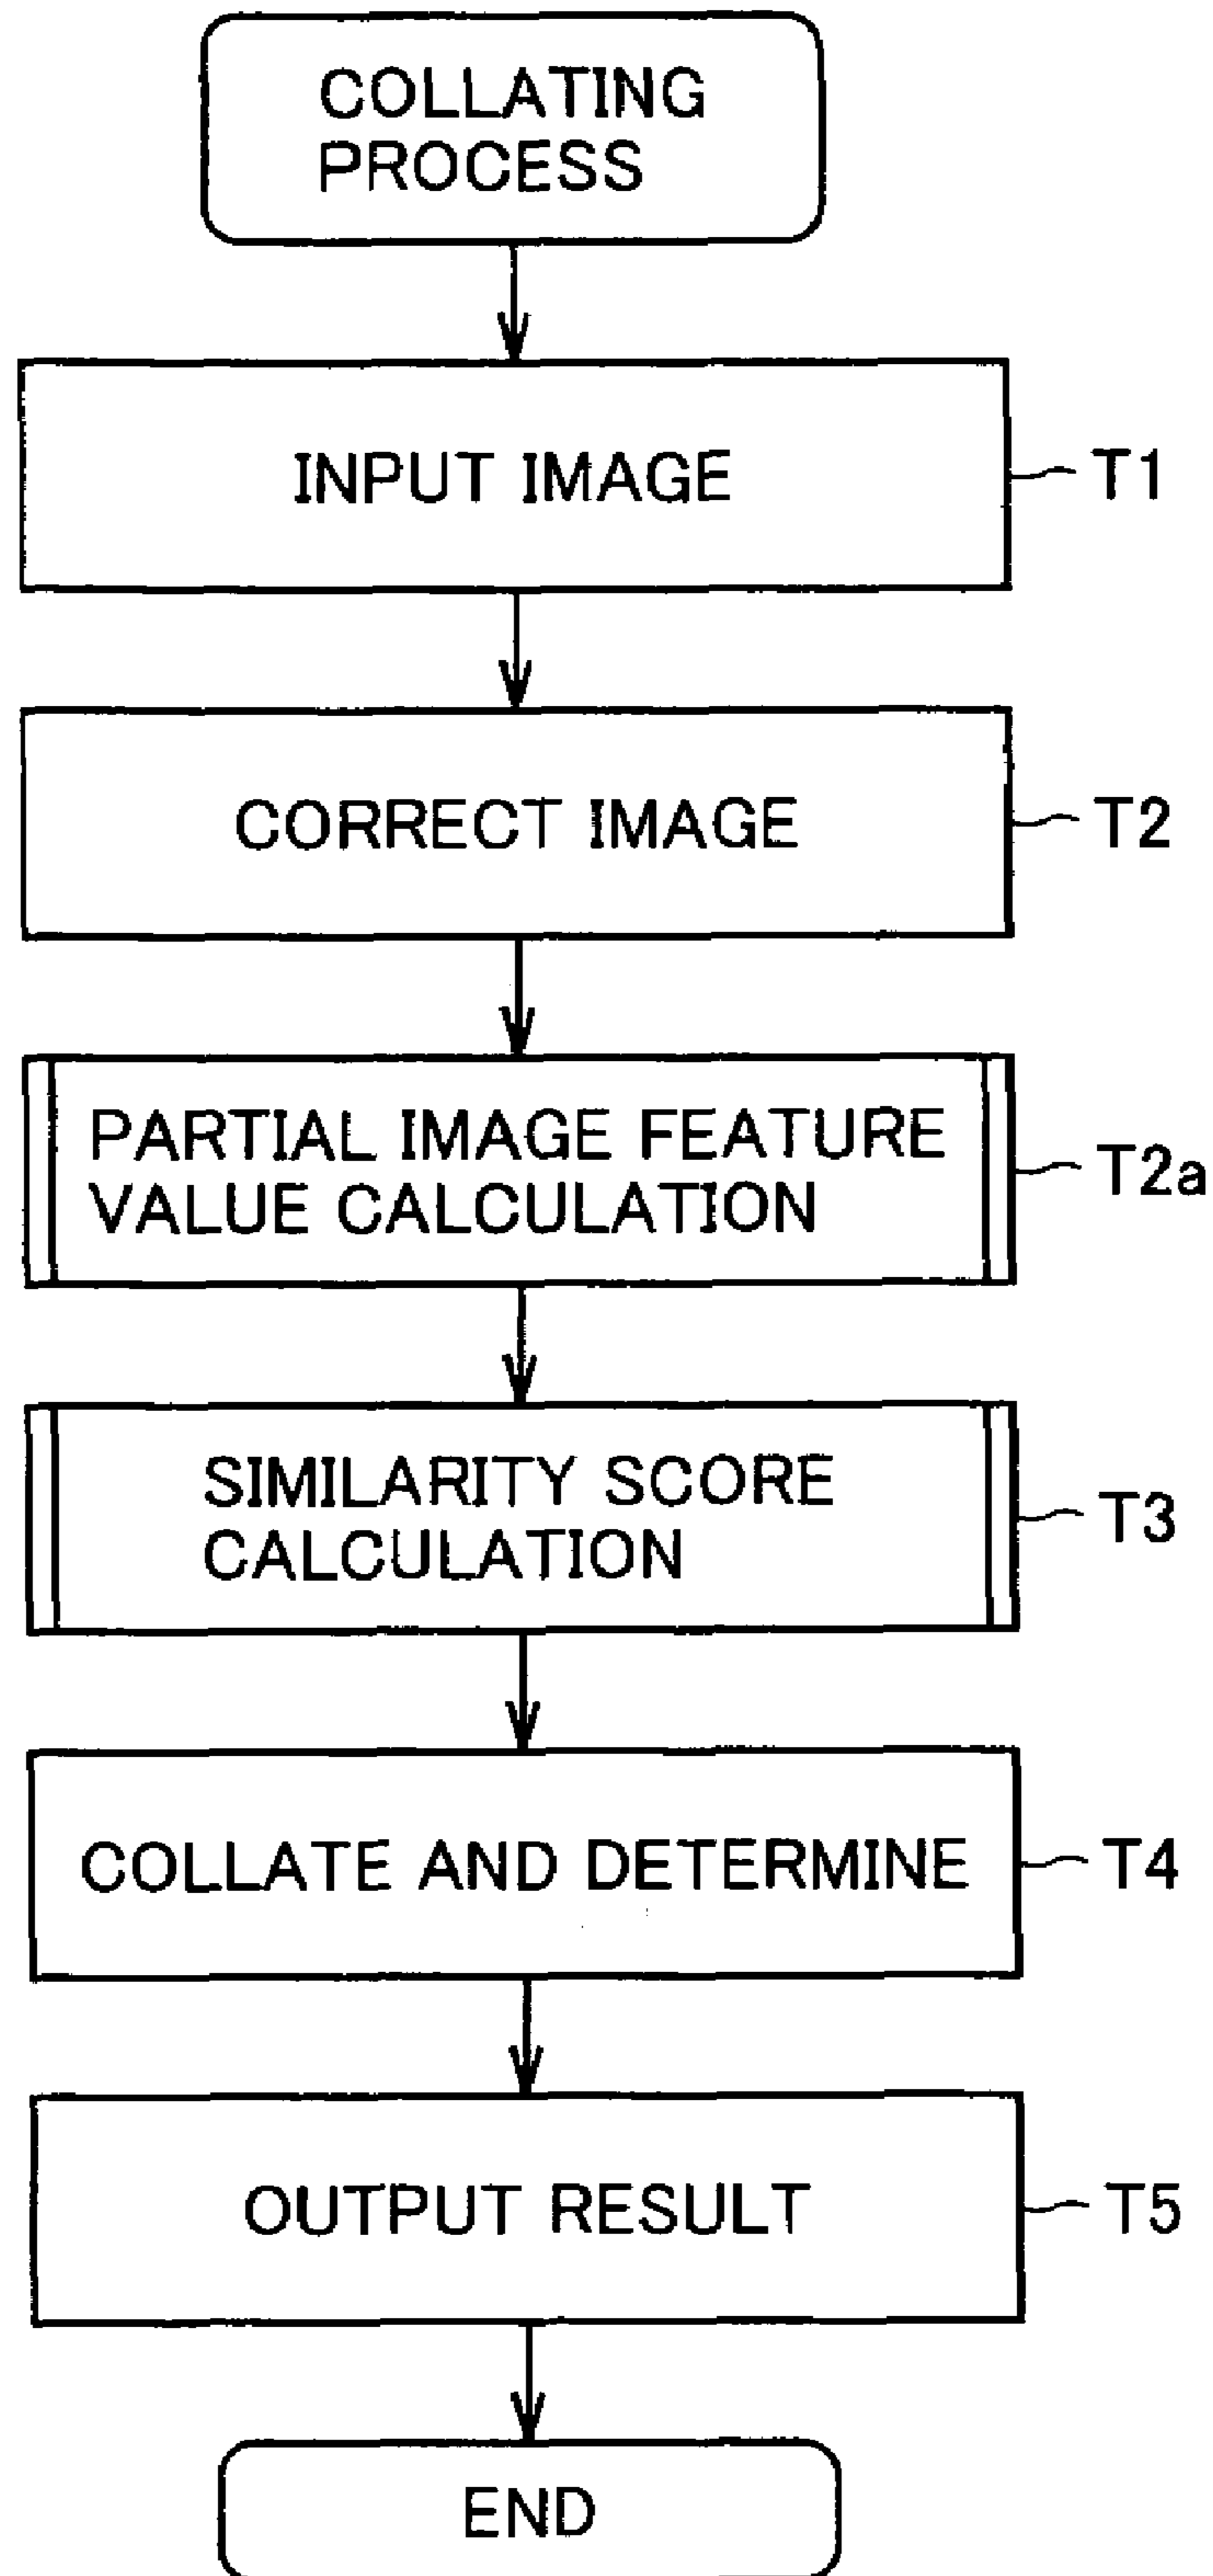 COLLATING
PROCESS
INPUT IMAGE
T1
CORRECT IMAGE
T2
PARTIAL IMAGE FEATURE
VALUE CALCULATION
T2a
SIMILARITY SCORE
CALCULATION
T3
COLLATE AND DETERMINE
T4
OUTPUT RESULT
T5
END